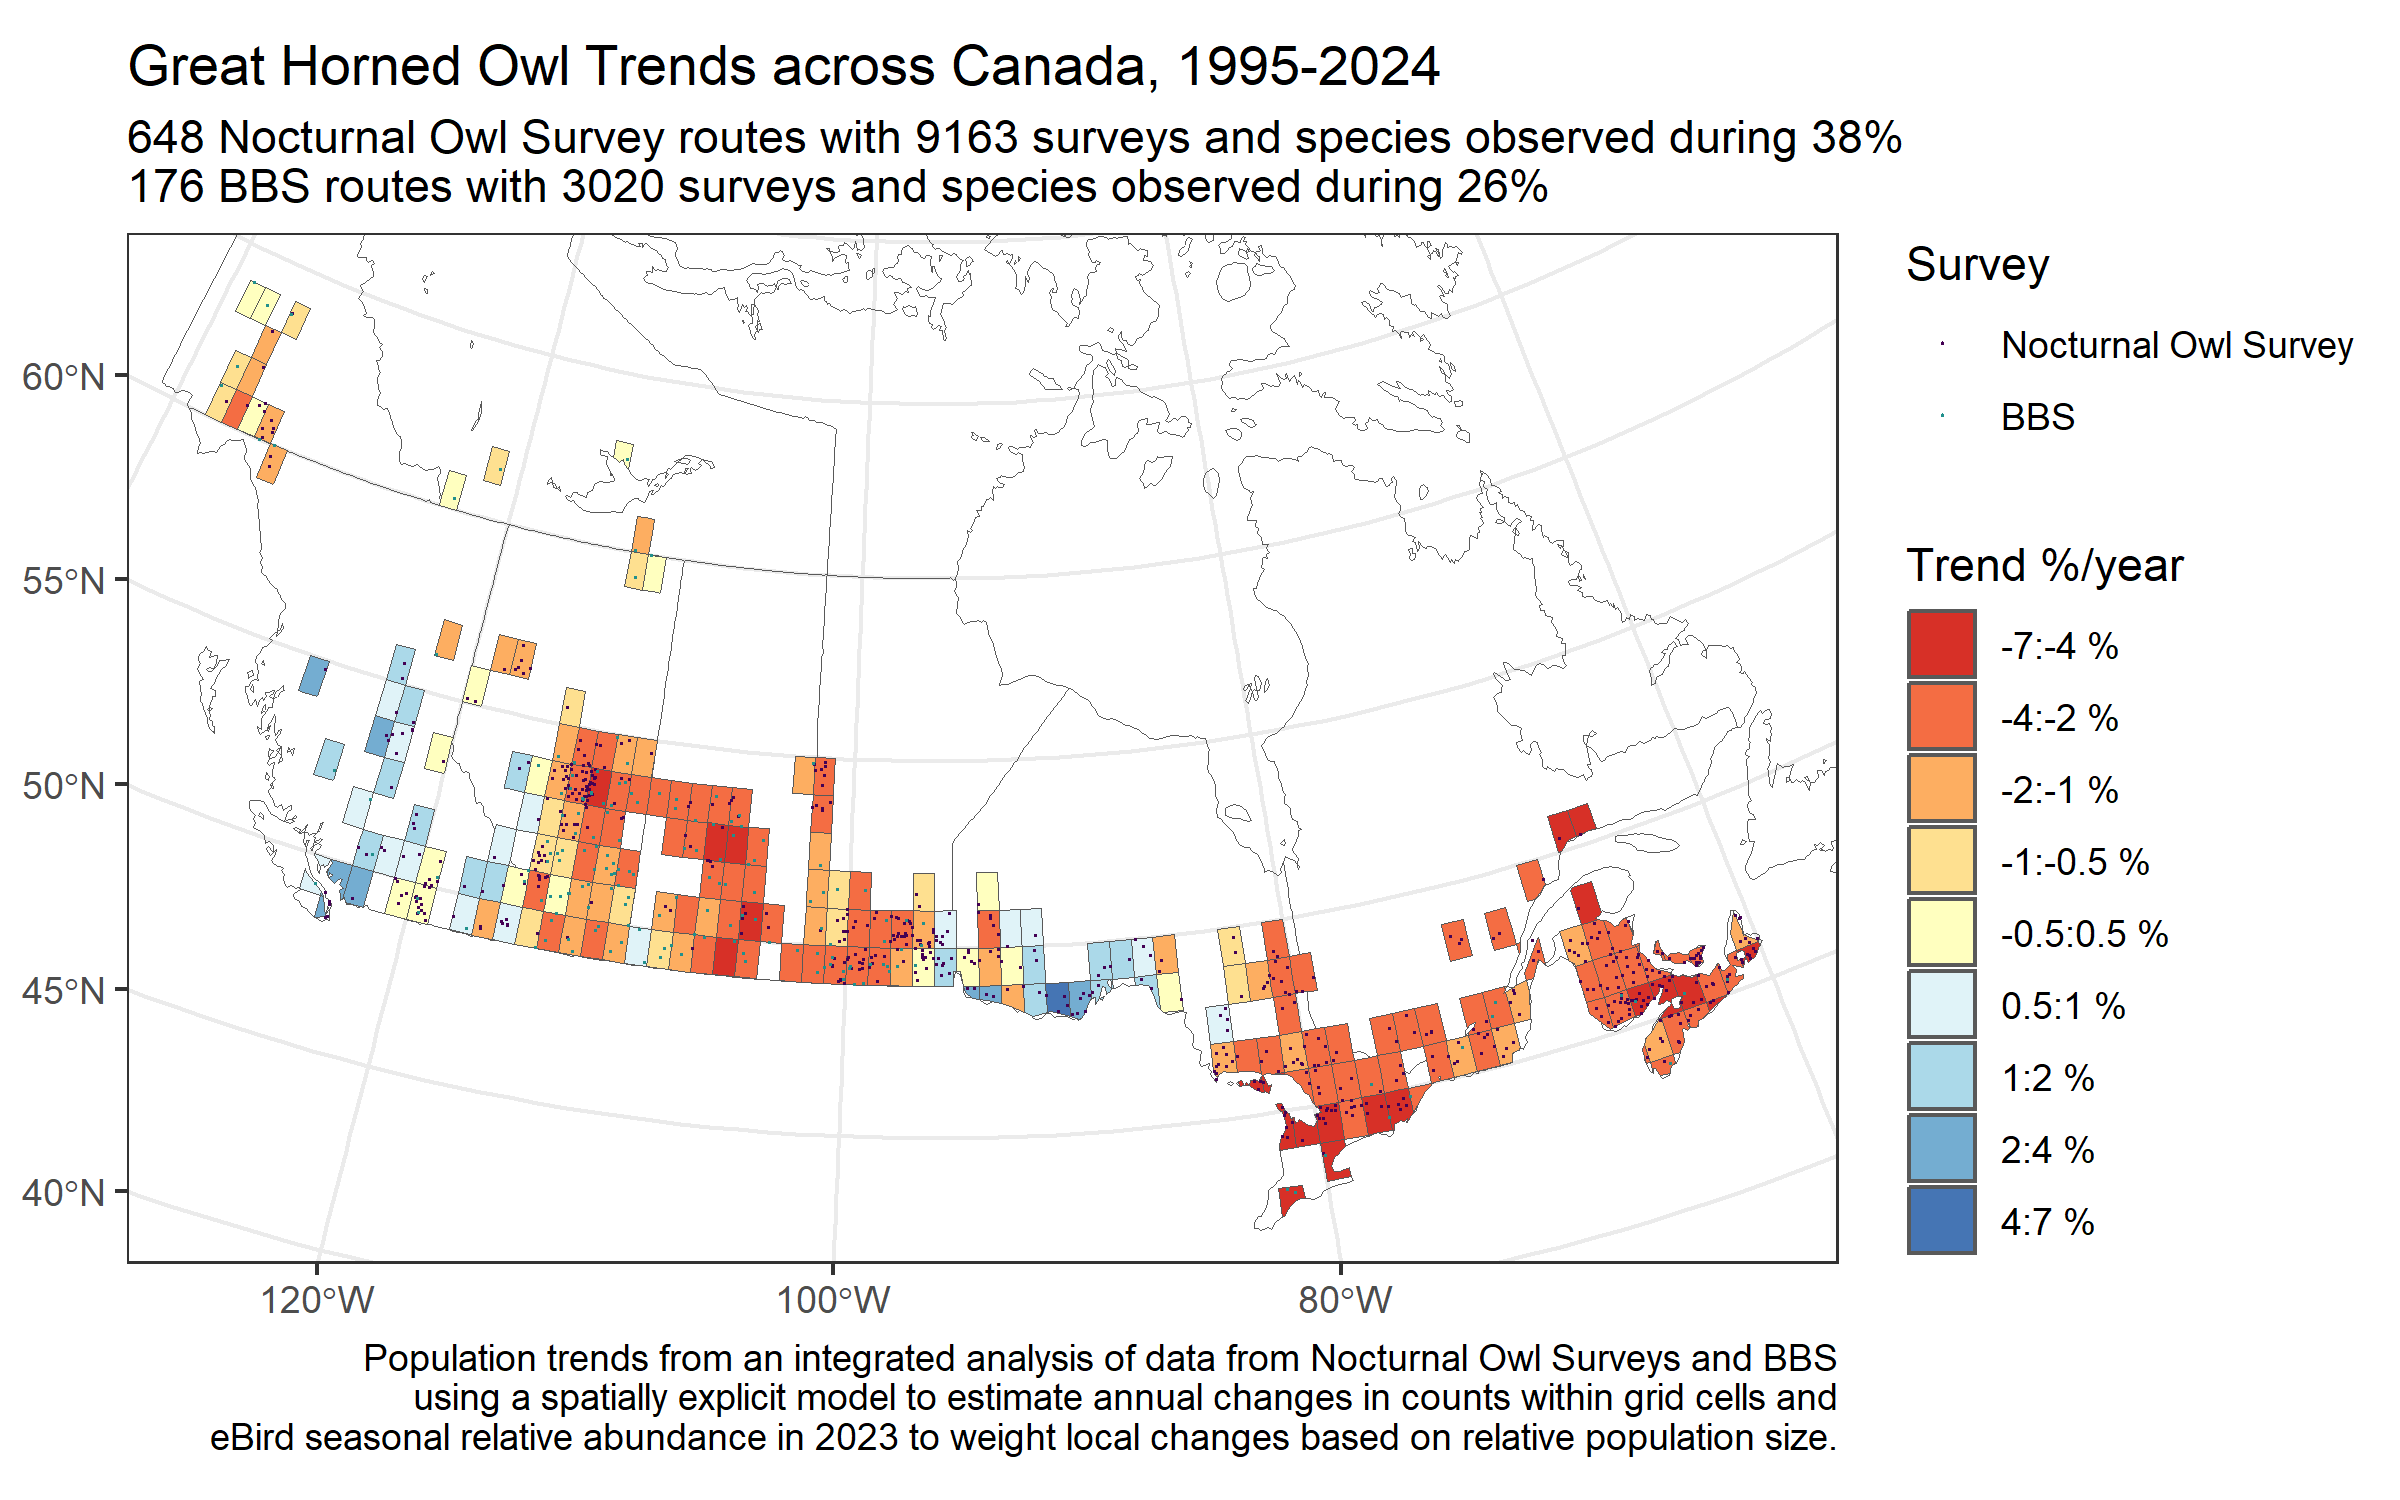 Great Horned Owl Trends across Canada, 1995-2024
648 Nocturnal Owl Survey routes with 9163 surveys and species observed during 38%
176 BBS routes with 3020 surveys and species observed during 26%
60°N
55°N
50°N
45°N
40°N
120°W
100°W
80°W
Survey
Nocturnal Owl Survey
BBS
Trend %/year
-7:-4 %
-4:-2 %
-2:-1 %
-1:-0.5 %
-0.5:0.5 %
0.5:1 %
1:2 %
2:4 %
4:7 %
Population trends from an integrated analysis of data from Nocturnal Owl Surveys and BBS
using a spatially explicit model to estimate annual changes in counts within grid cells and
eBird seasonal relative abundance in 2023 to weight local changes based on relative population size.